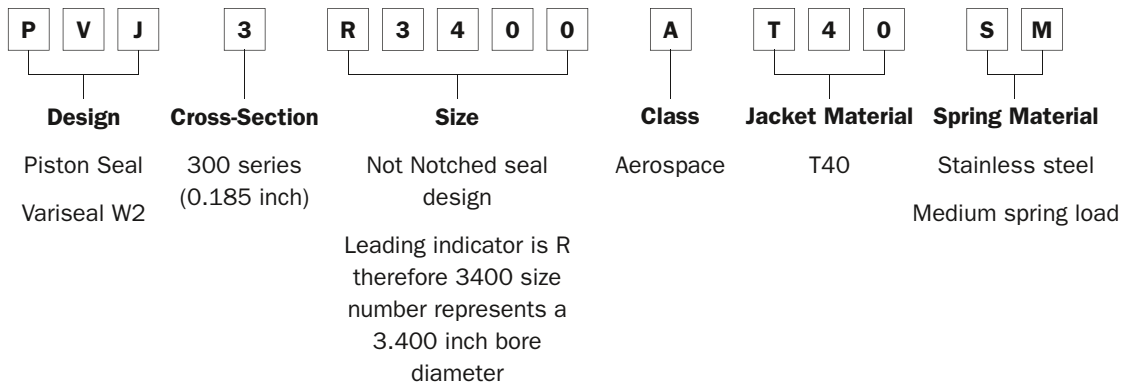 P V J 3 R 3 4 0 0 A T 4 0 S M
Design Cross-Section Size Class Jacket Material Spring Material
Piston Seal
Variseal W2
300 series
(0.185 inch)
Not Notched seal
design
Leading indicator is R
therefore 3400 size
number represents a
3.400 inch bore
diameter
Aerospace
T40
Stainless steel
Medium spring load